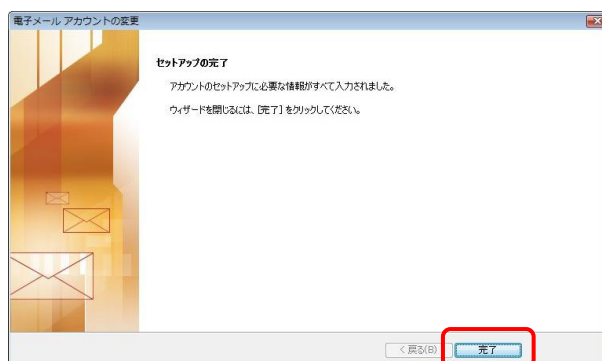 電子メール アカウントの変更
セットアップの完了
アカウントのセットアップに必要な情報がすべて入力されました。
ウィザードを閉じるには、[完了] をクリックしてください。
< 戻る(B)
完了